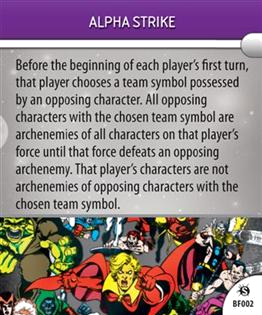 ALPHA STRIKE
Before the beginning of each player's first turn,
that player chooses a team symbol possessed
by an opposing character. All opposing
characters with the chosen team symbol are
archenemies of all characters on that player's
force until that force defeats an opposing
archenemy. That player's characters are not
archenemies of opposing characters with the
chosen team symbol.
S
BF002